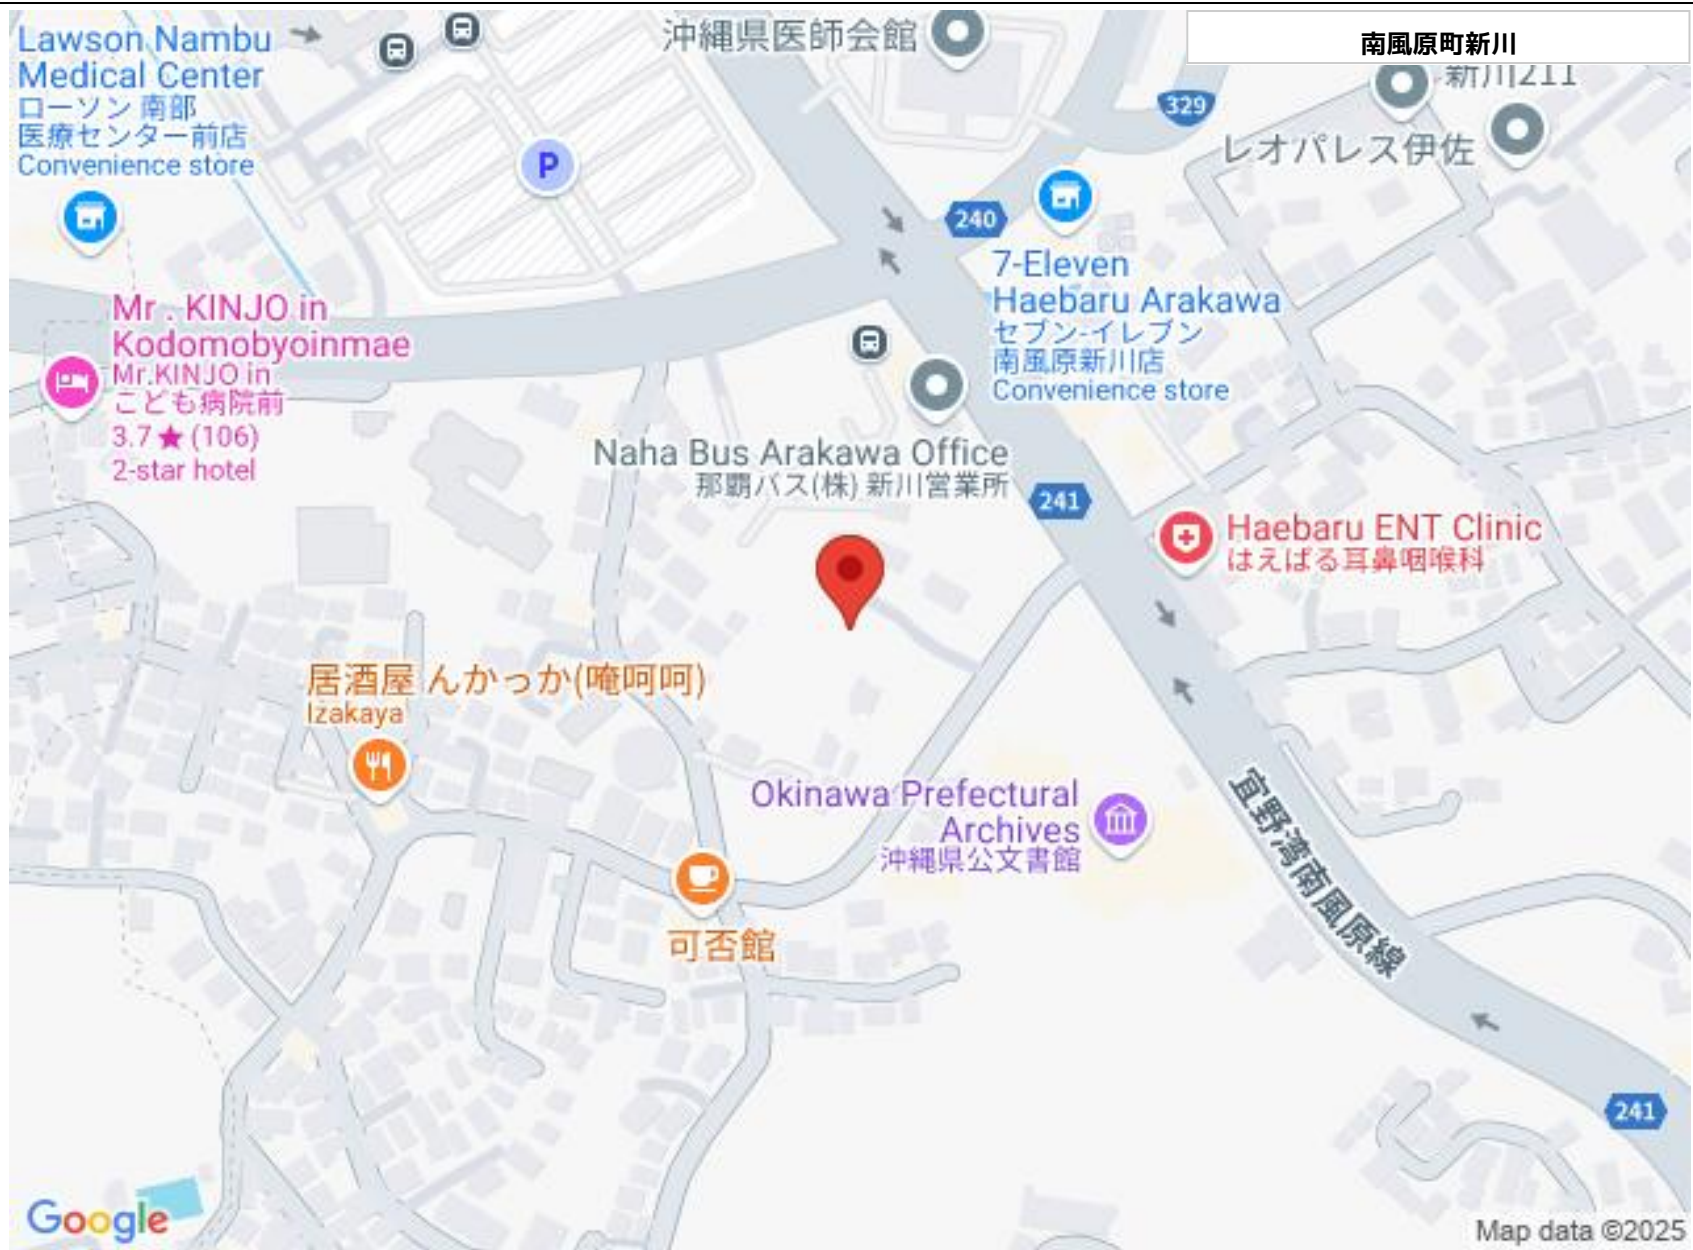 Lawson Nambu
Medical Center
ローソン 南部
医療センター前店
Convenience store
沖縄県医師会館
南風原町新川
新川211
レオパレス伊佐
329
P
240
7-Eleven
Haebaru Arakawa
セブン-イレブン
南風原新川店
Convenience store
Mr . KINJO in
Kodomobyoinmae
Mr.KINJO in
こども病院前
3.7★(106)
2-star hotel
Naha Bus Arakawa Office
那覇バス(株) 新川営業所
241
Haebaru ENT Clinic
はえばる耳鼻咽喉科
居酒屋 んかっか(唵呵呵)
Izakaya
Okinawa Prefectural
Archives
沖縄県公文書館
宜野湾南風原線
可否館
241
Google
Map data ©2025